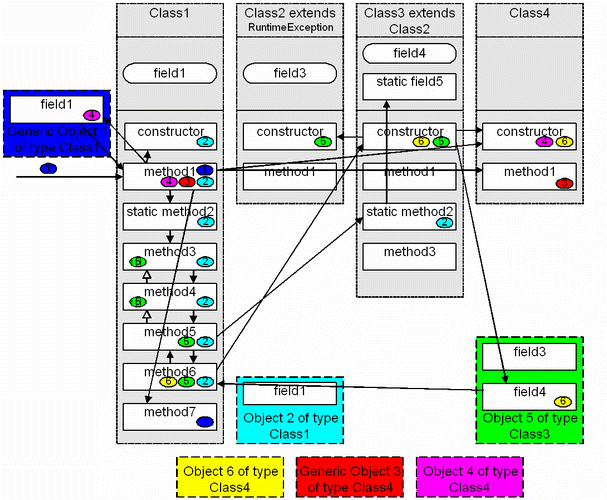 Class1
Class2 extends
RuntimeException
Class3 extends
Class2
Class4
field1
field3
field4
static field5
field1
4
Generic Object 1
of type Class1
1
constructor
2
constructor
5
constructor
6 5
constructor
4 6
method1
1
4 3 2
method1
method1
method1
3
static method2
2
static method2
2
method3
5 2
method3
method4
5 2
method5
5 2
method6
6 5 2
method7
1
field1
Object 2 of type
Class1
field3
field4
6
Object 5 of type
Class3
Object 6 of type
Class4
Generic Object 3
of type Class4
Object 4 of type
Class4